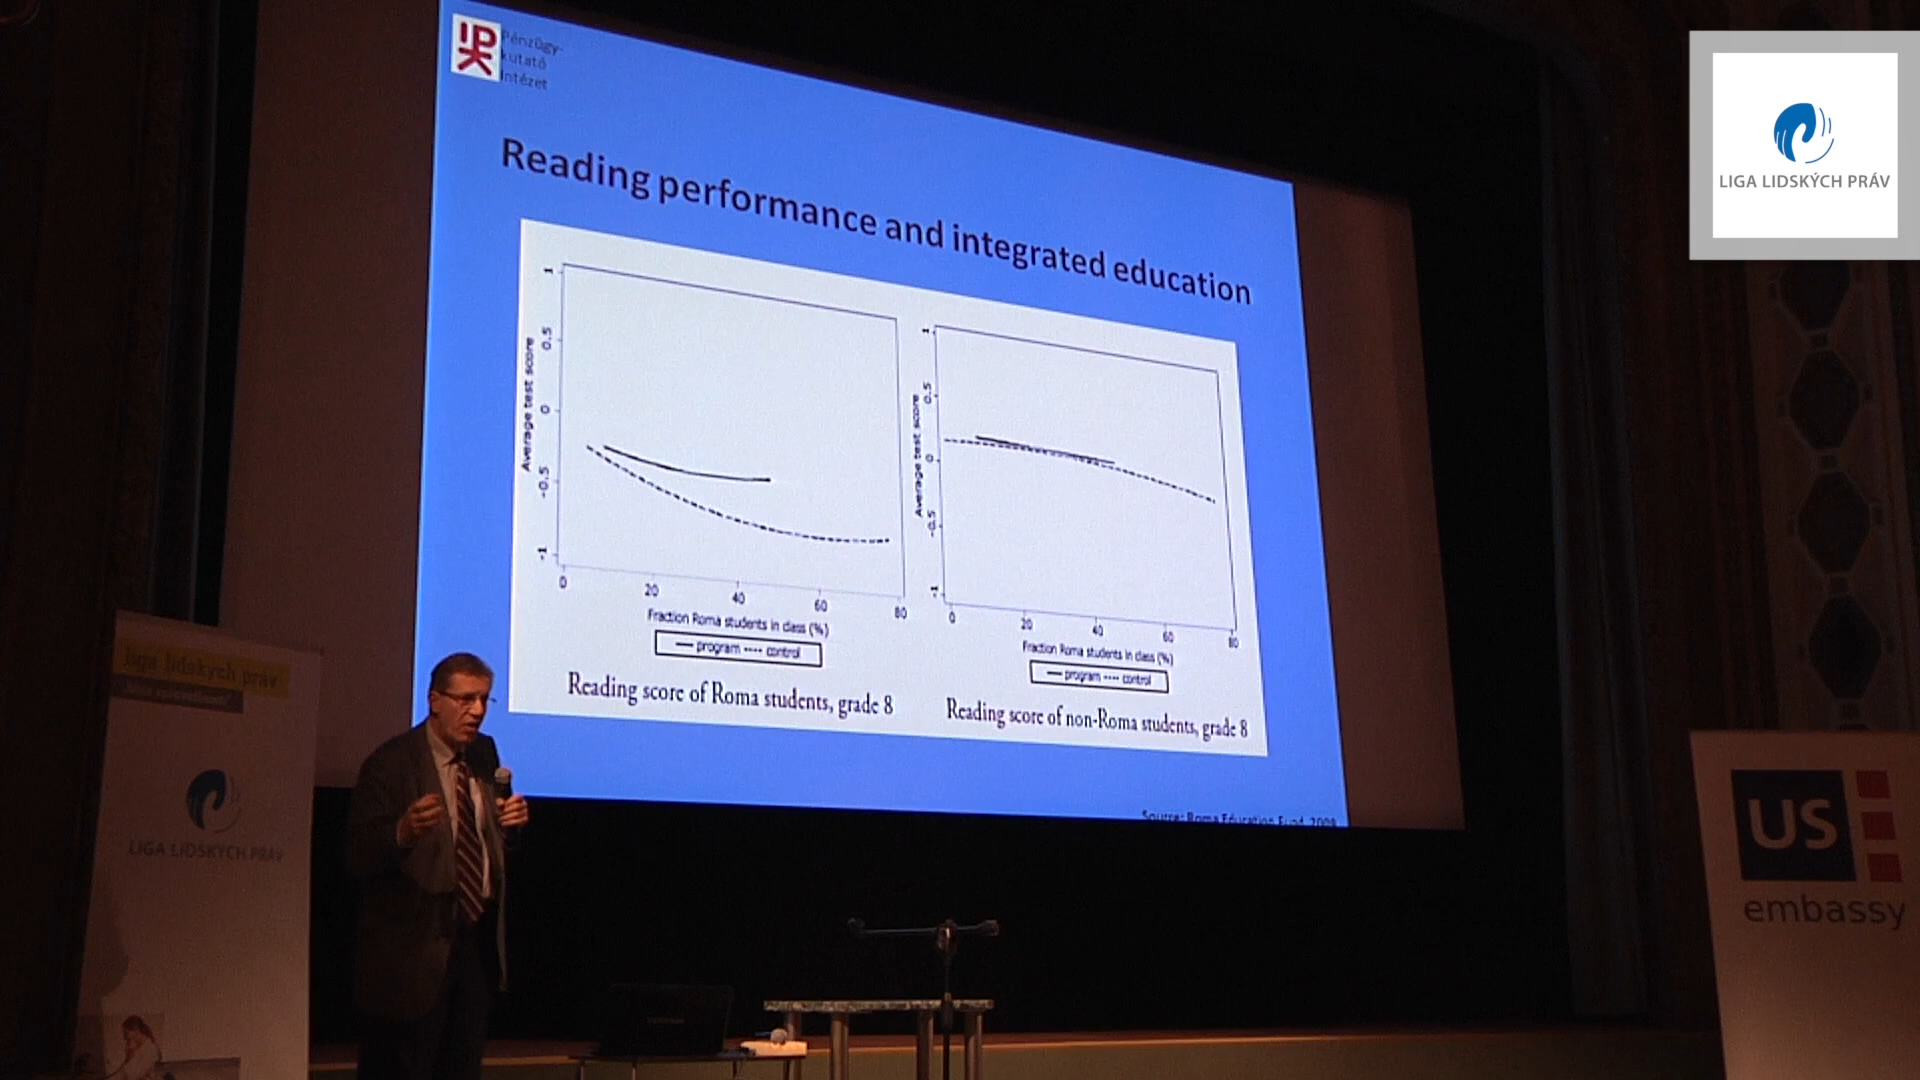 Pénzügy-
kutató
Intézet
Reading performance and integrated education
Average test score
1
0.5
0
-0.5
-1
0 20 40 60 80
Fraction Roma students in class (%)
program control
Reading score of Roma students, grade 8
Average test score
1
0.5
0
-0.5
-1
0 20 40 60 80
Fraction Roma students in class (%)
program control
Reading score of non-Roma students, grade 8
Source: Roma Education Fund, 2009
LIGA LIDSKÝCH PRÁV
liga lidských práv
LIGA LIDSKÝCH PRÁV
US
embassy